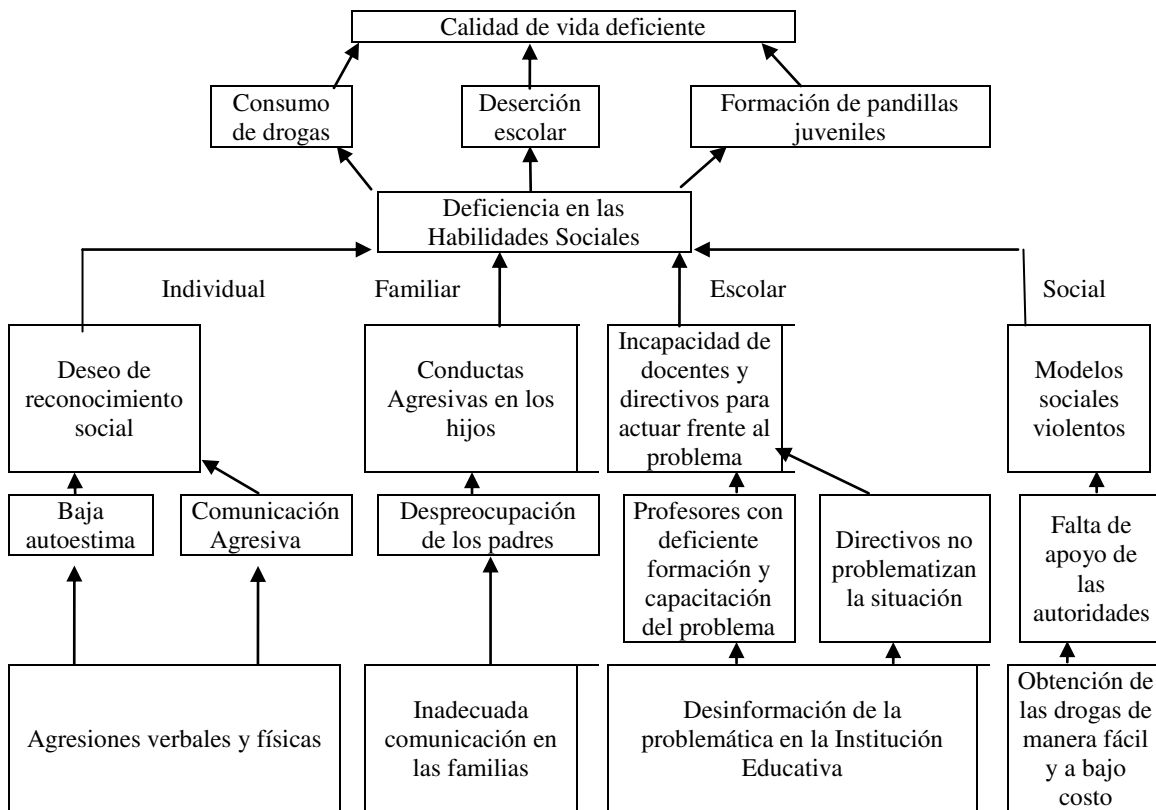 Calidad de vida deficiente
Consumo
de drogas
Deserción
escolar
Formación de pandillas
juveniles
Deficiencia en las
Habilidades Sociales
Individual
Familiar
Escolar
Social
Deseo de
reconocimiento
social
Conductas
Agresivas en los
hijos
Incapacidad de
docentes y
directivos para
actuar frente al
problema
Modelos
sociales
violentos
Baja
autoestima
Comunicación
Agresiva
Despreocupación
de los padres
Profesores con
deficiente
formación y
capacitación
del problema
Directivos no
problematizan
la situación
Falta de
apoyo de
las
autoridades
Agresiones verbales y físicas
Inadecuada
comunicación en
las familias
Desinformación de la
problemática en la Institución
Educativa
Obtención de
las drogas de
manera fácil
y a bajo
costo